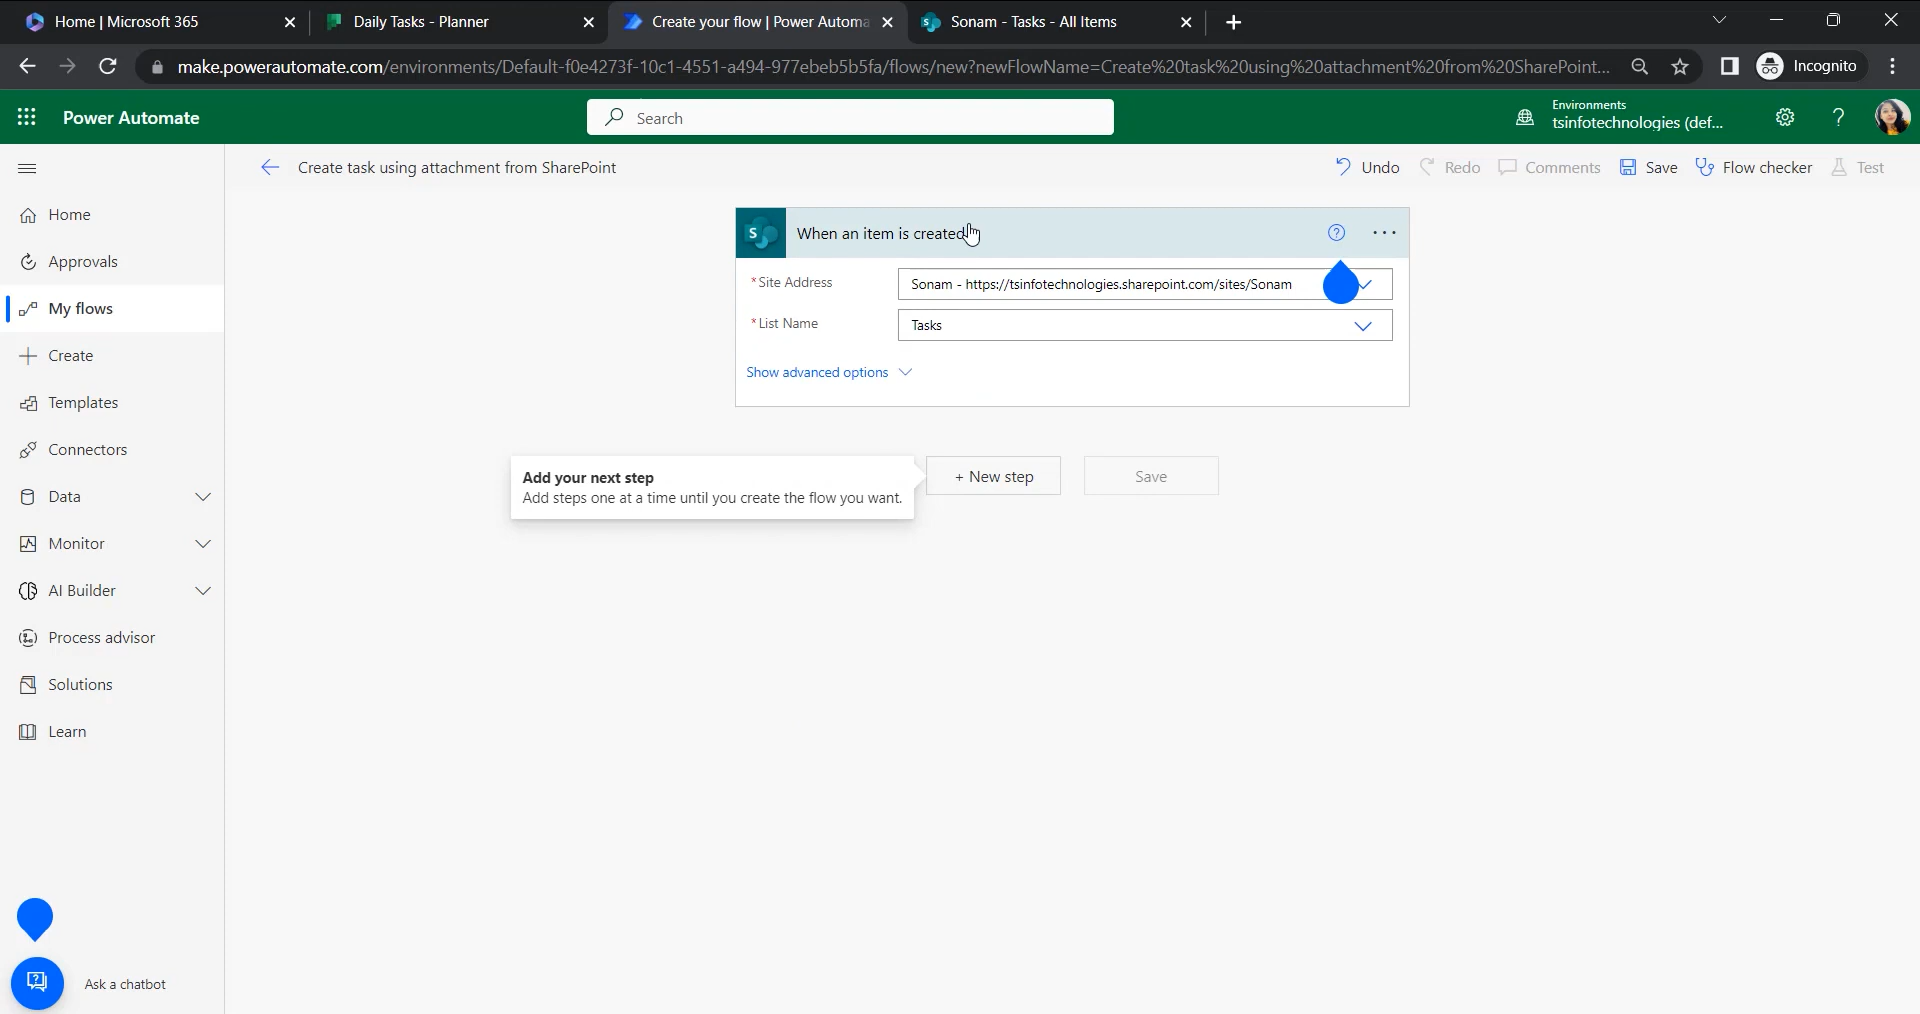 Home | Microsoft 365
Daily Tasks - Planner
Create your flow | Power Automa
Sonam - Tasks - All Items
make.powerautomate.com/environments/Default-f0e4273f-10c1-4551-a494-977ebeb5b5fa/flows/new?newFlowName=Create%20task%20using%20attachment%20from%20SharePoint...
Incognito
Power Automate
Search
Environments
tsinfotechnologies (def...
Create task using attachment from SharePoint
Undo
Redo
Comments
Save
Flow checker
Test
Home
Approvals
My flows
Create
Templates
Connectors
Data
Monitor
AI Builder
Process advisor
Solutions
Learn
Ask a chatbot
S
When an item is created
* Site Address
Sonam - https://tsinfotechnologies.sharepoint.com/sites/Sonam
* List Name
Tasks
Show advanced options
Add your next step
Add steps one at a time until you create the flow you want.
+ New step
Save